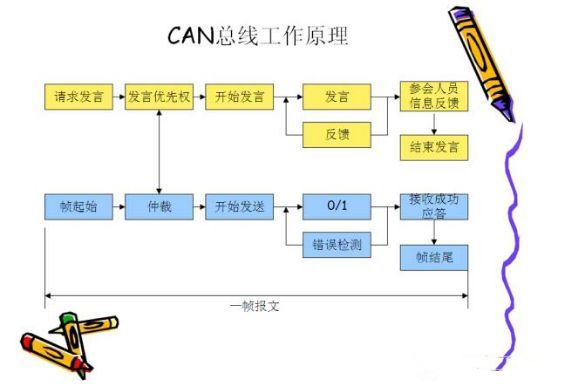 CAN总线工作原理
请求发言
发言优先权
开始发言
发言
参会人员
信息反馈
反馈
结束发言
帧起始
仲裁
开始发送
0/1
接收成功
应答
错误检测
帧结尾
一帧报文